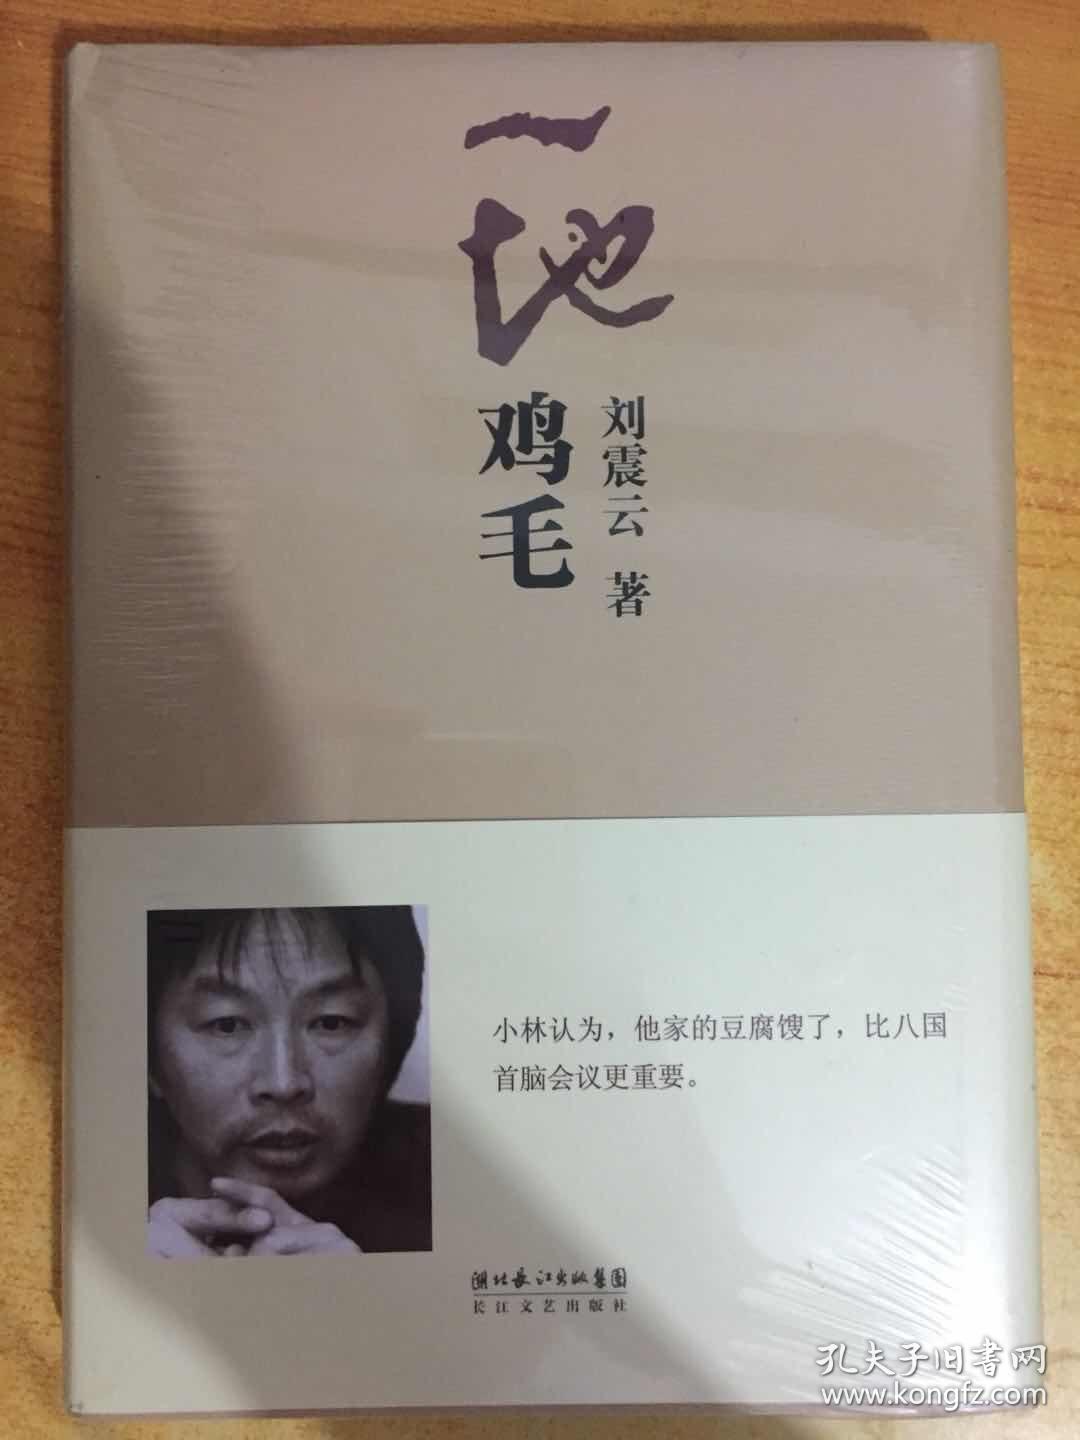 一地
鸡毛
刘震云 著
小林认为，他家的豆腐馊了，比八国
首脑会议更重要。
湖北长江出版集团
长江文艺出版社
孔夫子旧书网
www.kongfz.com